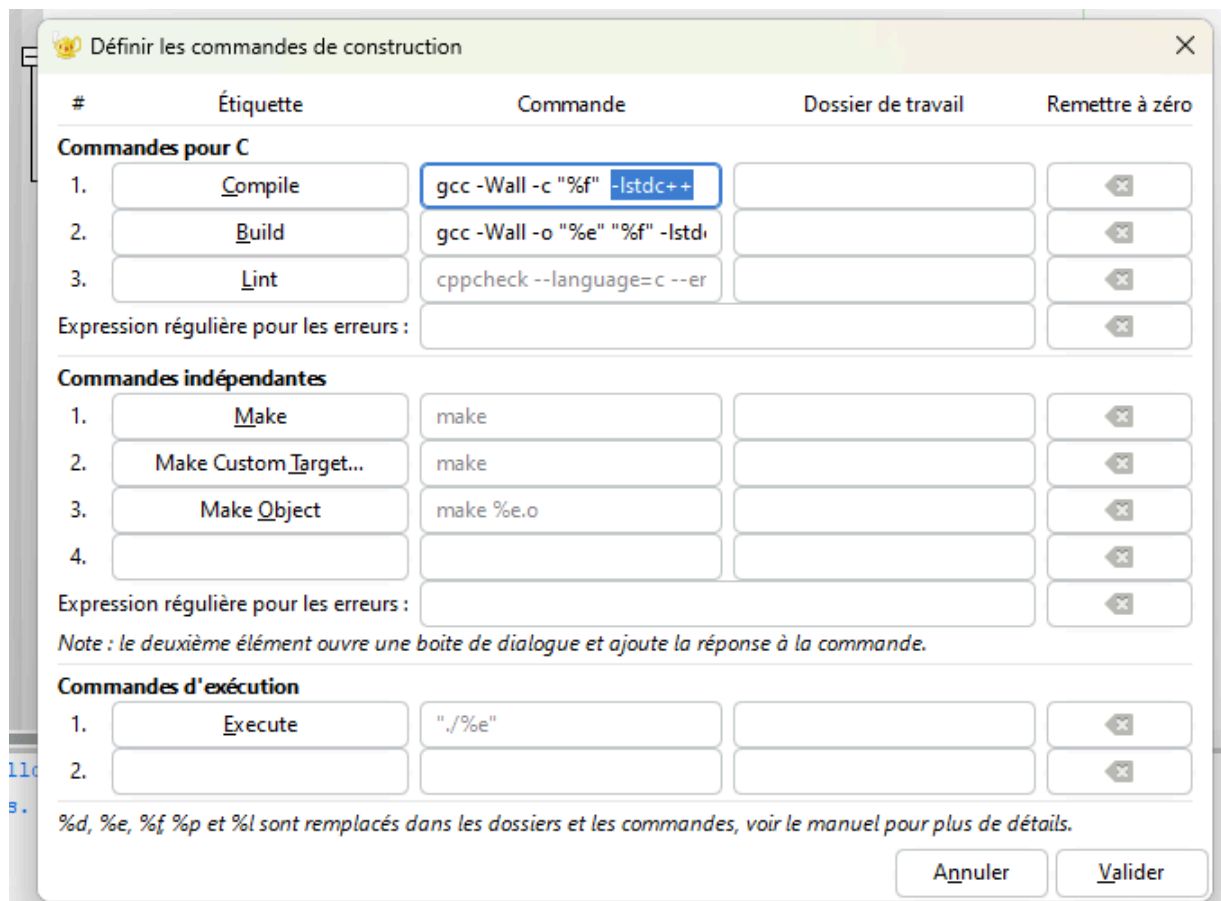 Définir les commandes de construction
# Étiquette Commande Dossier de travail Remettre à zéro
Commandes pour C
1. Compile gcc -Wall -c "%f" -lstdc++
2. Build gcc -Wall -o "%e" "%f" -lstd
3. Lint cppcheck --language=c --er
Expression régulière pour les erreurs :
Commandes indépendantes
1. Make make
2. Make Custom Target... make
3. Make Object make %e.o
4.
Expression régulière pour les erreurs :
Note : le deuxième élément ouvre une boite de dialogue et ajoute la réponse à la commande.
Commandes d'exécution
1. Execute "./%e"
2.
%d, %e, %f, %p et %l sont remplacés dans les dossiers et les commandes, voir le manuel pour plus de détails.
Annuler Valider